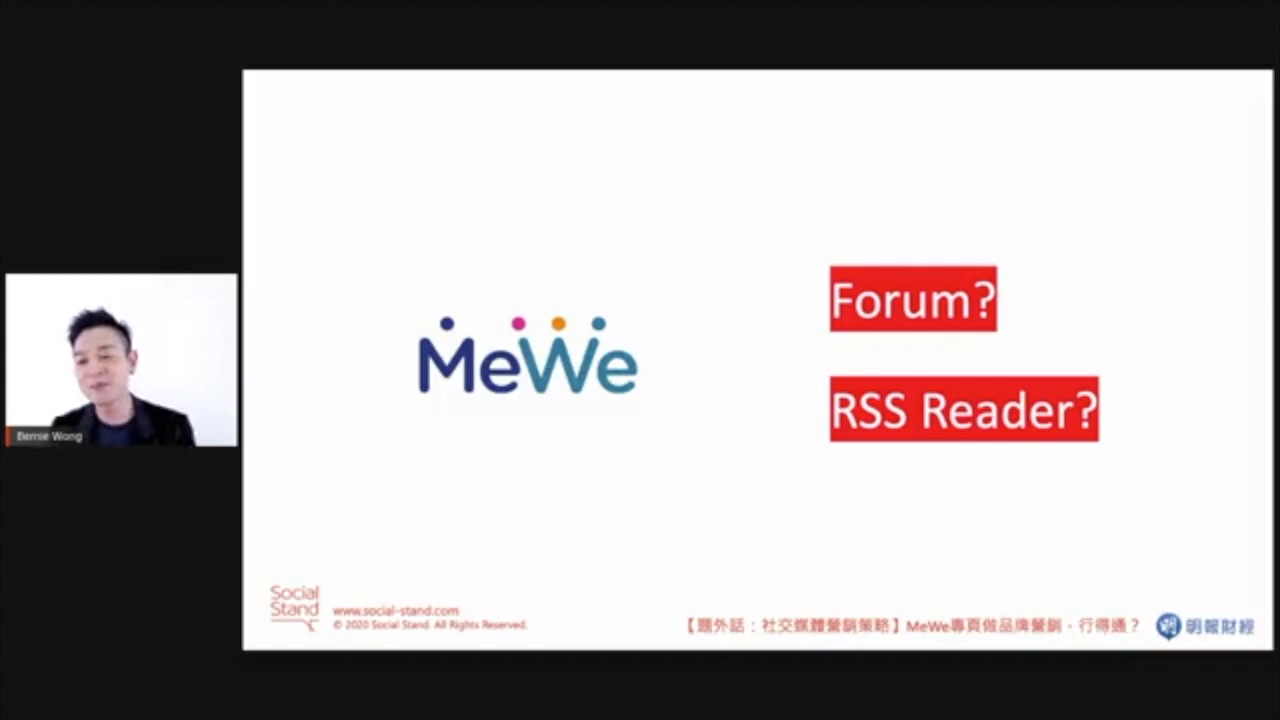 MeWe
Forum?
RSS Reader?
Bernie Wong
Social
Stand
www.social-stand.com
© 2020 Social Stand. All Rights Reserved.
【題外話：社交媒體營銷策略】MeWe專頁做品牌營銷，行得通？
明報財經